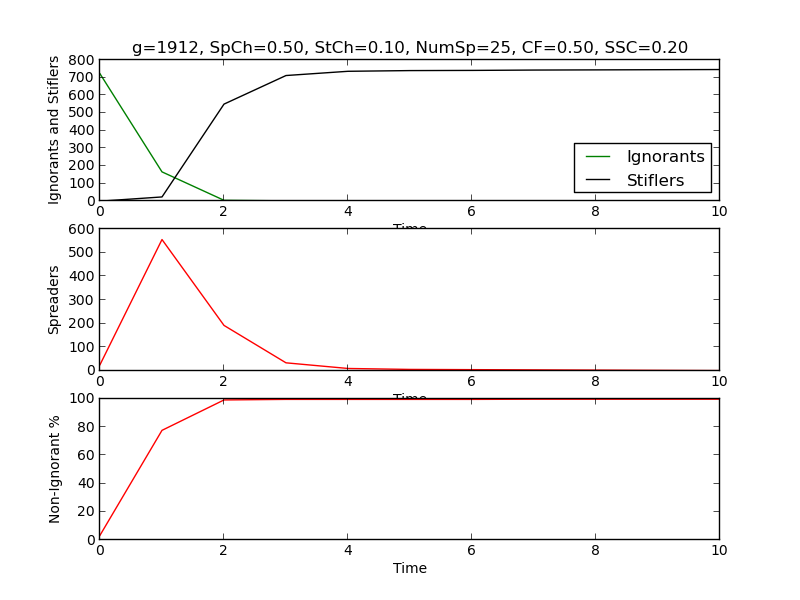 g=1912, SpCh=0.50, StCh=0.10, NumSp=25, CF=0.50, SSC=0.20
Ignorants and Stiflers
800
700
600
500
400
300
200
100
0
Ignorants
Stiflers
0 2 4 6 8 10
Time
Spreaders
600
500
400
300
200
100
0
0 2 4 6 8 10
Time
Non-Ignorant %
100
80
60
40
20
0
0 2 4 6 8 10
Time